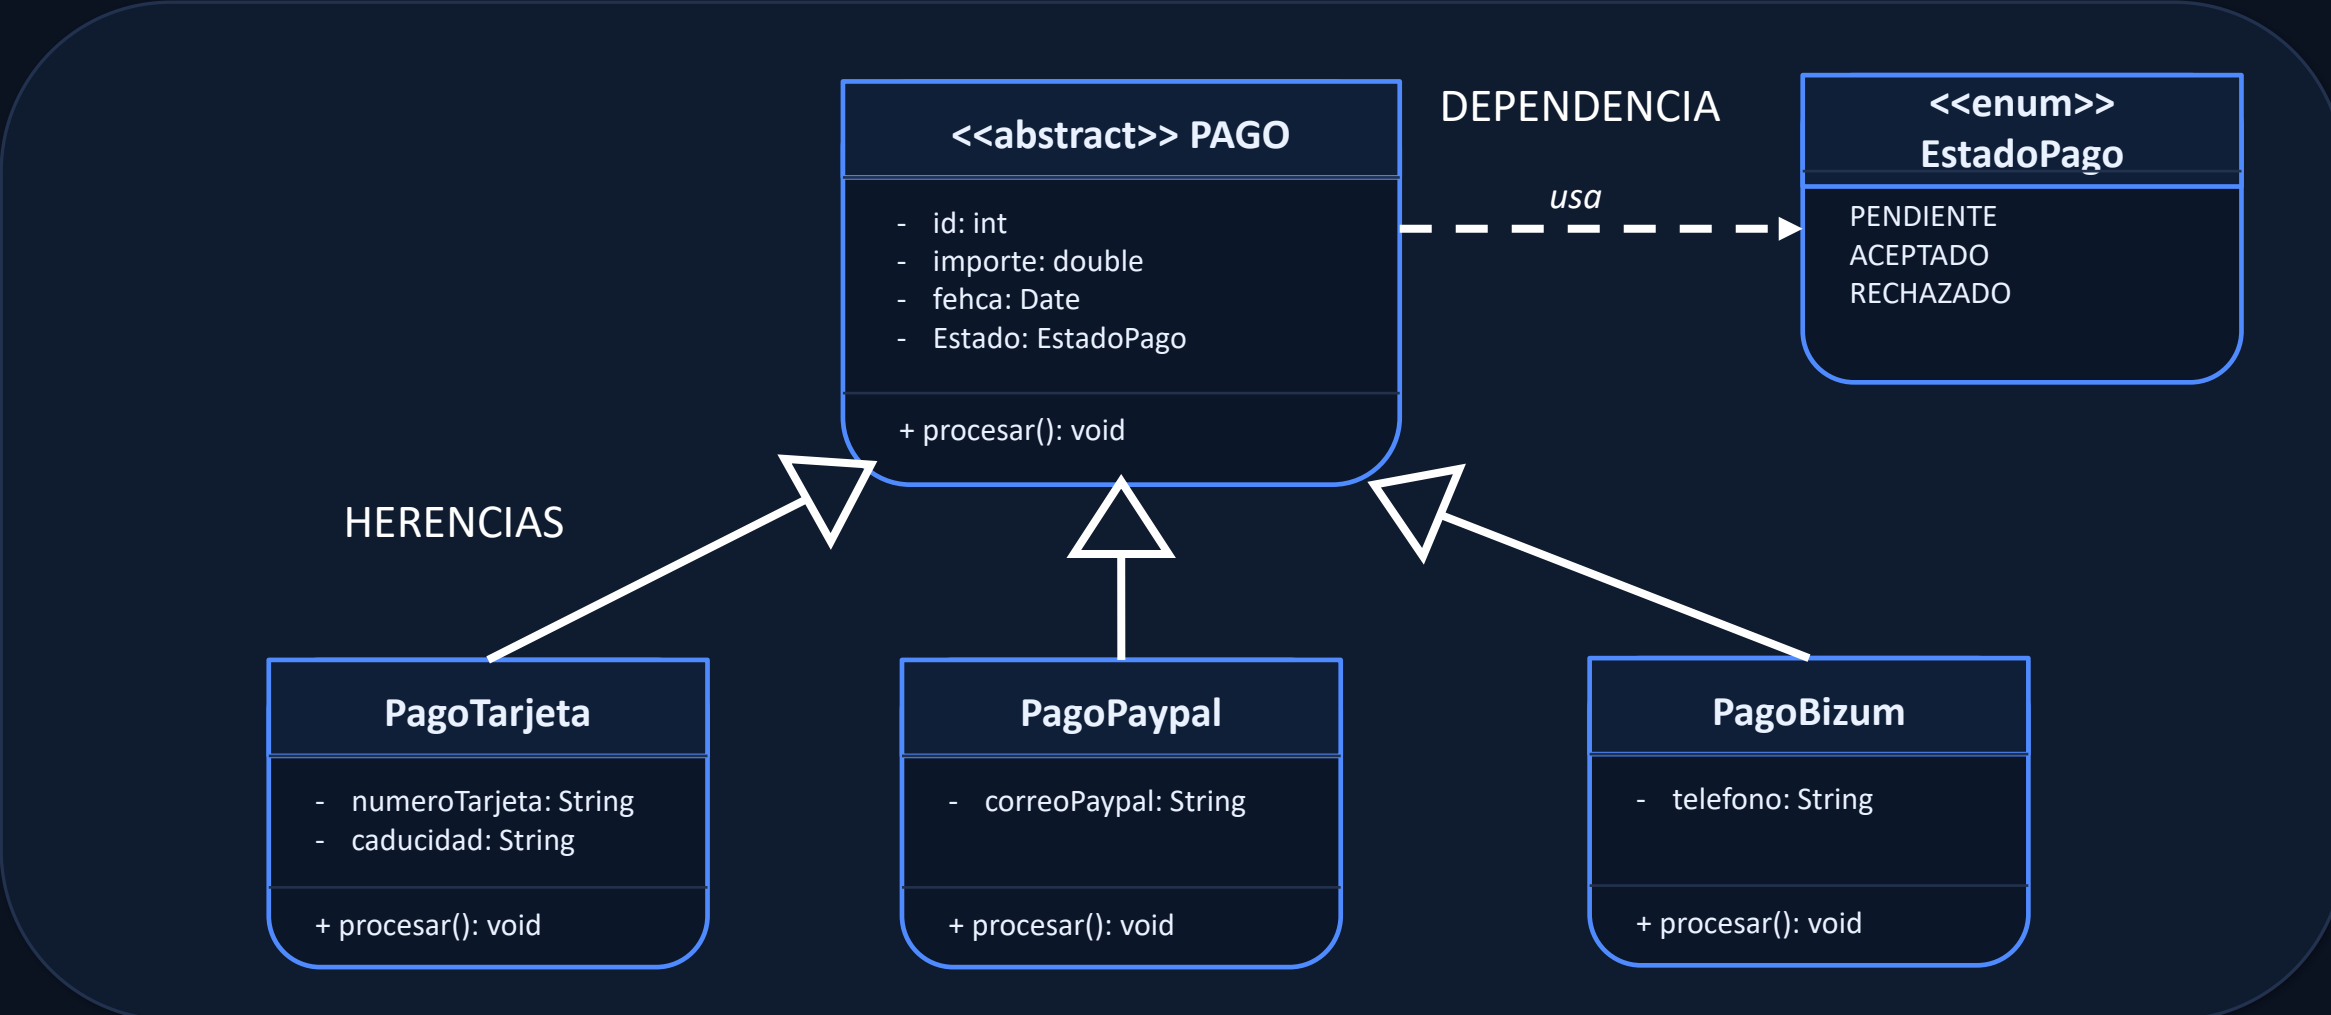 <<abstract>> PAGO
- id: int
- importe: double
- fehca: Date
- Estado: EstadoPago
+ procesar(): void
DEPENDENCIA
usa
<<enum>>
EstadoPago
PENDIENTE
ACEPTADO
RECHAZADO
HERENCIAS
PagoTarjeta
- numeroTarjeta: String
- caducidad: String
+ procesar(): void
PagoPaypal
- correoPaypal: String
+ procesar(): void
PagoBizum
- telefono: String
+ procesar(): void